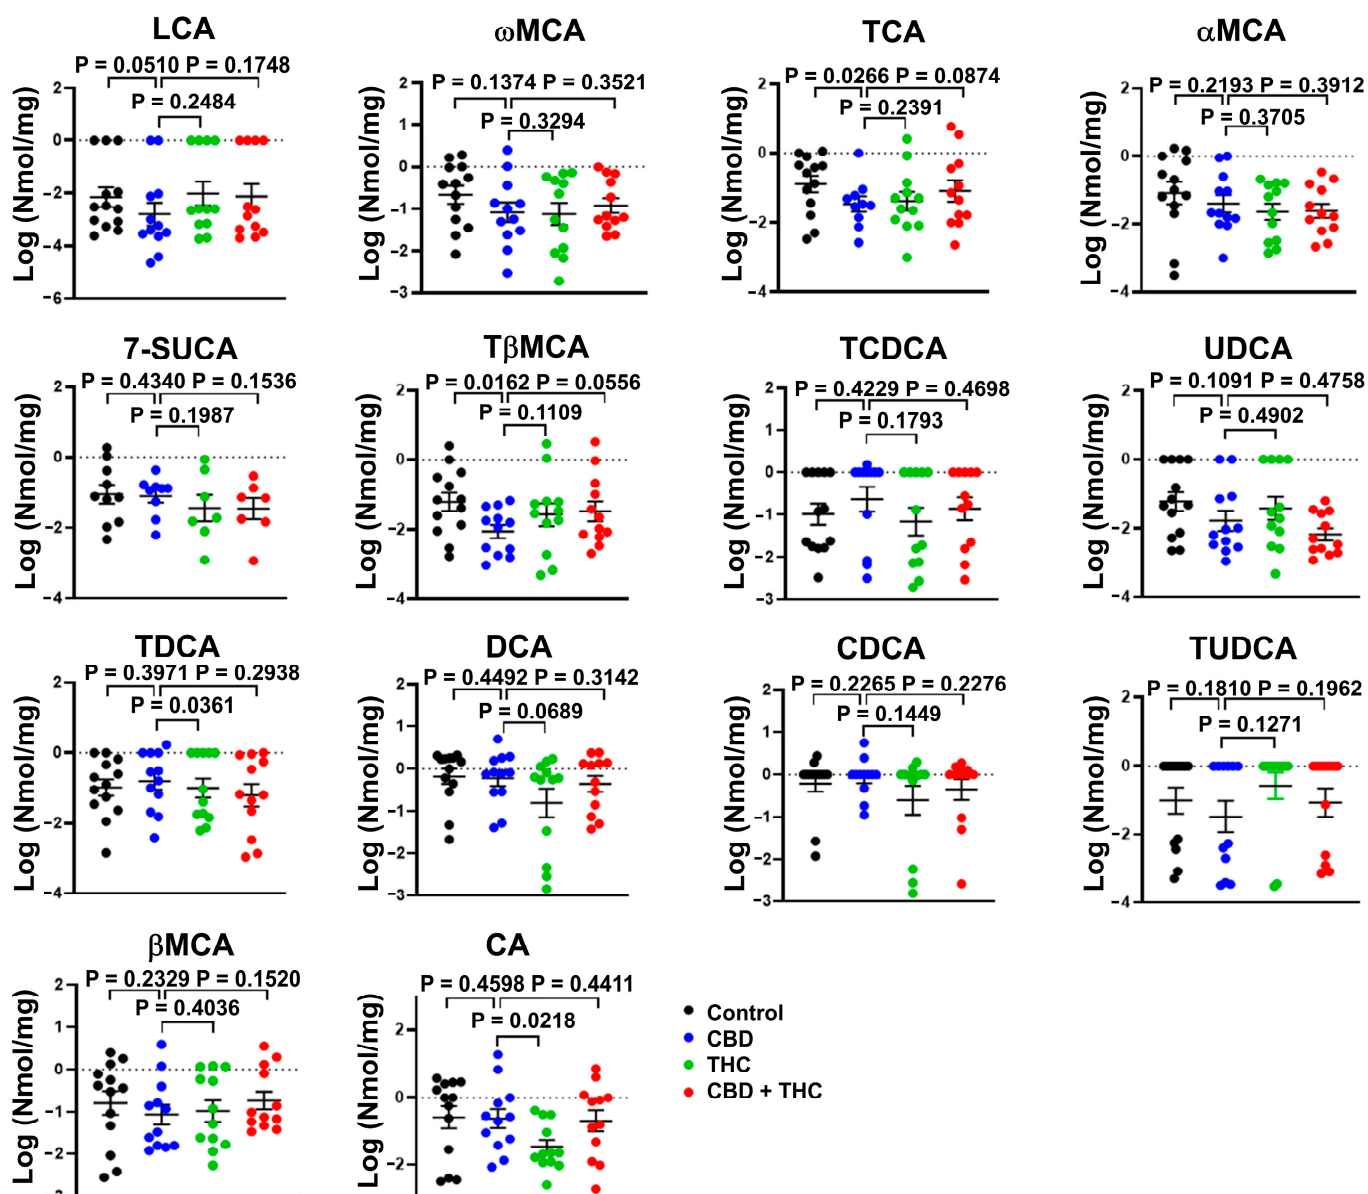 LCA
P = 0.0510 P = 0.1748
P = 0.2484
Log (Nmol/mg)
2
0
−2
−4
−6
ωMCA
P = 0.1374 P = 0.3521
P = 0.3294
Log (Nmol/mg)
2
1
0
−1
−2
−3
TCA
P = 0.0266 P = 0.0874
P = 0.2391
Log (Nmol/mg)
2
0
−2
−4
αMCA
P = 0.2193 P = 0.3912
P = 0.3705
Log (Nmol/mg)
2
0
−2
−4
7-SUCA
P = 0.4340 P = 0.1536
P = 0.1987
Log (Nmol/mg)
2
0
−2
−4
TβMCA
P = 0.0162 P = 0.0556
P = 0.1109
Log (Nmol/mg)
2
0
−2
−4
TCDCA
P = 0.4229 P = 0.4698
P = 0.1793
Log (Nmol/mg)
2
1
0
−1
−2
−3
UDCA
P = 0.1091 P = 0.4758
P = 0.4902
Log (Nmol/mg)
2
0
−2
−4
TDCA
P = 0.3971 P = 0.2938
P = 0.0361
Log (Nmol/mg)
2
0
−2
−4
DCA
P = 0.4492 P = 0.3142
P = 0.0689
Log (Nmol/mg)
2
1
0
−1
−2
−3
CDCA
P = 0.2265 P = 0.2276
P = 0.1449
Log (Nmol/mg)
2
1
0
−1
−2
−3
TUDCA
P = 0.1810 P = 0.1962
P = 0.1271
Log (Nmol/mg)
2
0
−2
−4
βMCA
P = 0.2329 P = 0.1520
P = 0.4036
Log (Nmol/mg)
2
1
0
−1
−2
CA
P = 0.4598 P = 0.4411
P = 0.0218
Log (Nmol/mg)
2
0
−2
Control
CBD
THC
CBD + THC